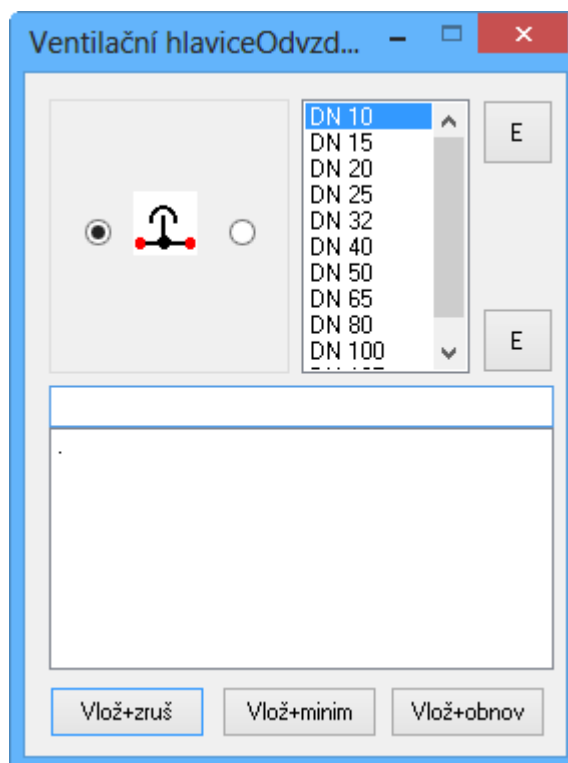 Ventilační hlaviceOdvzd...
DN 10
DN 15
DN 20
DN 25
DN 32
DN 40
DN 50
DN 65
DN 80
DN 100
E
E
.
Vlož+zruš
Vlož+minim
Vlož+obnov